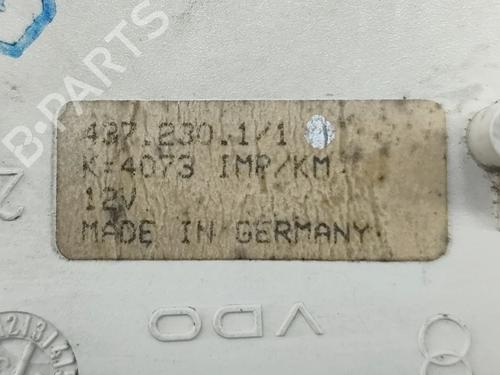 B-PARTS
437.230.1/1
K=4073 IMP/KM
12V
MADE IN GERMANY
VDO